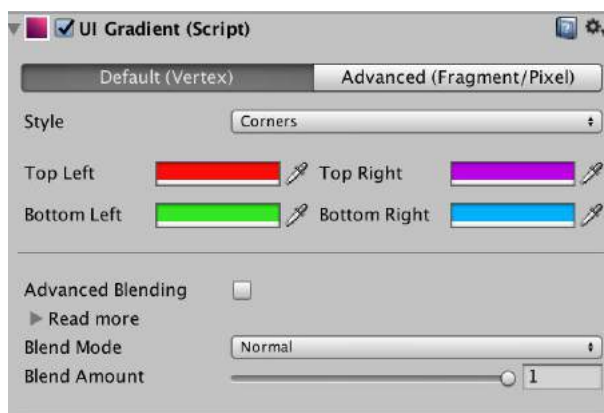 UI Gradient (Script)
Default (Vertex) Advanced (Fragment/Pixel)
Style Corners
Top Left Top Right
Bottom Left Bottom Right
Advanced Blending
Read more
Blend Mode Normal
Blend Amount 1